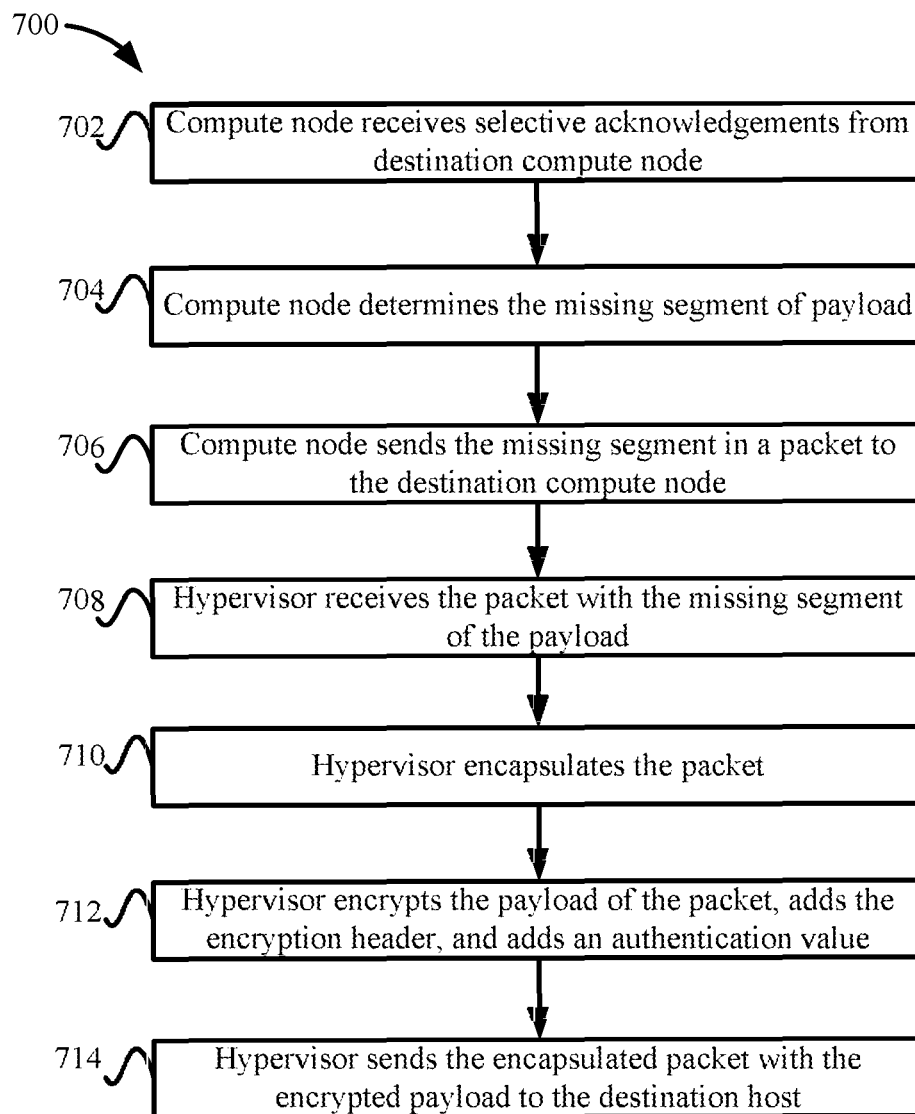 700
702
Compute node receives selective acknowledgements from
destination compute node
704
Compute node determines the missing segment of payload
706
Compute node sends the missing segment in a packet to
the destination compute node
708
Hypervisor receives the packet with the missing segment
of the payload
710
Hypervisor encapsulates the packet
712
Hypervisor encrypts the payload of the packet, adds the
encryption header, and adds an authentication value
714
Hypervisor sends the encapsulated packet with the
encrypted payload to the destination host